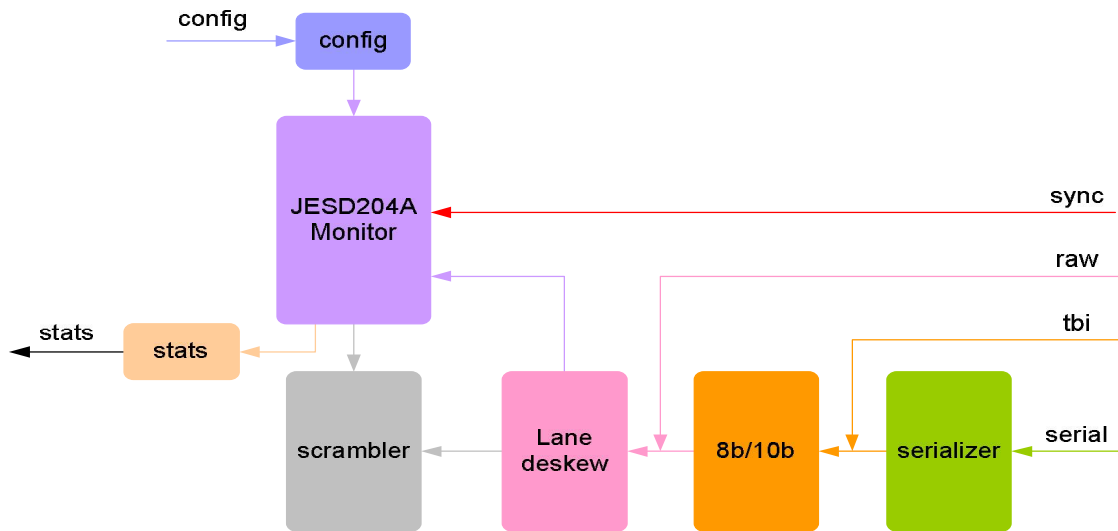 config
config
JESD204A
Monitor
sync
raw
tbi
stats
stats
scrambler
Lane
deskew
8b/10b
serializer
serial